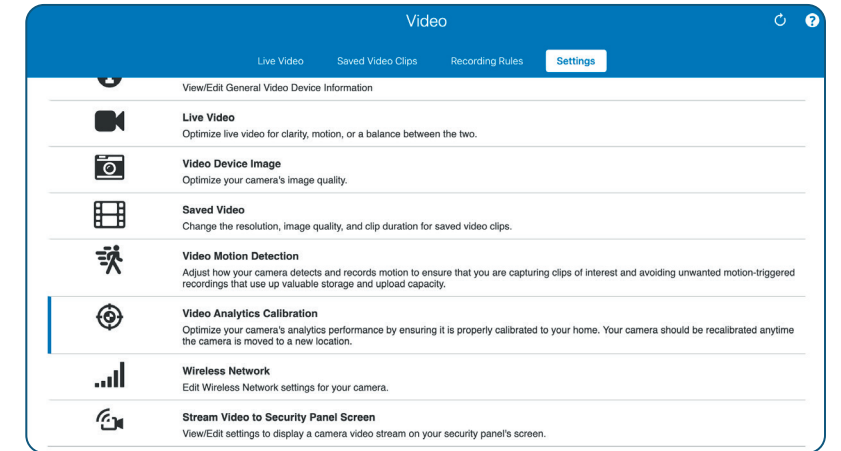 Video
?
Live Video Saved Video Clips Recording Rules Settings
View/Edit General Video Device Information
Live Video
Optimize live video for clarity, motion, or a balance between the two.
Video Device Image
Optimize your camera's image quality.
Saved Video
Change the resolution, image quality, and clip duration for saved video clips.
Video Motion Detection
Adjust how your camera detects and records motion to ensure that you are capturing clips of interest and avoiding unwanted motion-triggered
recordings that use up valuable storage and upload capacity.
Video Analytics Calibration
Optimize your camera's analytics performance by ensuring it is properly calibrated to your home. Your camera should be recalibrated anytime
the camera is moved to a new location.
Wireless Network
Edit Wireless Network settings for your camera.
Stream Video to Security Panel Screen
View/Edit settings to display a camera video stream on your security panel's screen.